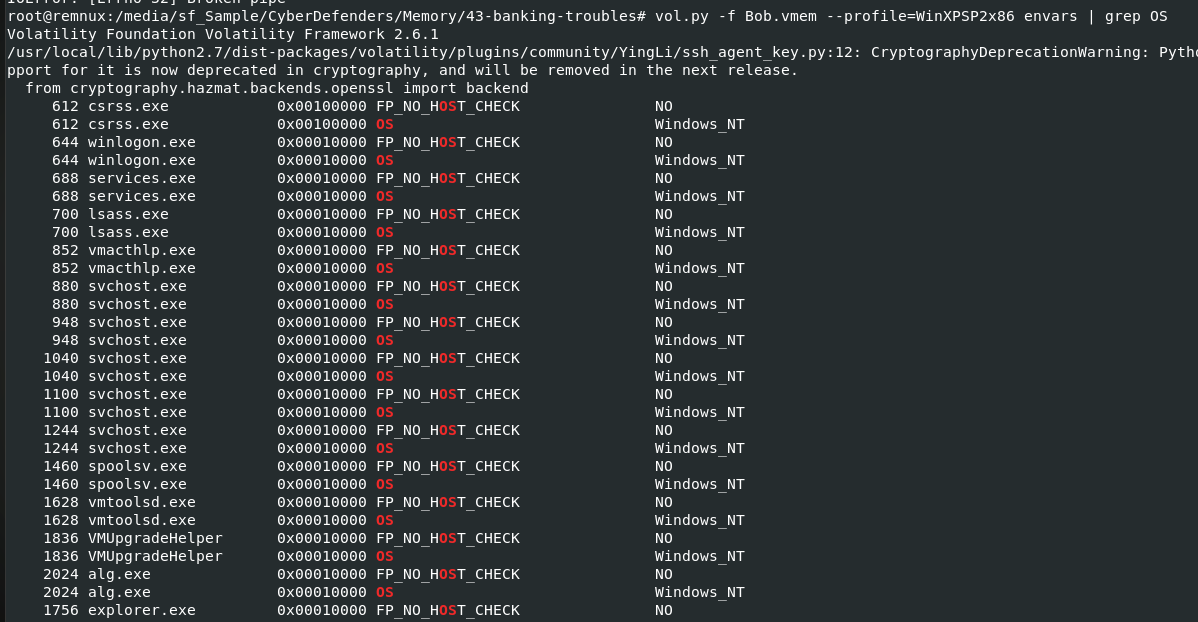 IOError: [Errno 32] Broken pipe
root@remnux:/media/sf_Sample/CyberDefenders/Memory/43-banking-troubles# vol.py -f Bob.vmem --profile=WinXPSP2x86 envars | grep OS
Volatility Foundation Volatility Framework 2.6.1
/usr/local/lib/python2.7/dist-packages/volatility/plugins/community/YingLi/ssh_agent_key.py:12: CryptographyDeprecationWarning: Pytho
pport for it is now deprecated in cryptography, and will be removed in the next release.
  from cryptography.hazmat.backends.openssl import backend
     612 csrss.exe            0x00100000 FP_NO_HOST_CHECK               NO
     612 csrss.exe            0x00100000 OS                             Windows_NT
     644 winlogon.exe         0x00010000 FP_NO_HOST_CHECK               NO
     644 winlogon.exe         0x00010000 OS                             Windows_NT
     688 services.exe         0x00010000 FP_NO_HOST_CHECK               NO
     688 services.exe         0x00010000 OS                             Windows_NT
     700 lsass.exe            0x00010000 FP_NO_HOST_CHECK               NO
     700 lsass.exe            0x00010000 OS                             Windows_NT
     852 vmacthlp.exe         0x00010000 FP_NO_HOST_CHECK               NO
     852 vmacthlp.exe         0x00010000 OS                             Windows_NT
     880 svchost.exe          0x00010000 FP_NO_HOST_CHECK               NO
     880 svchost.exe          0x00010000 OS                             Windows_NT
     948 svchost.exe          0x00010000 FP_NO_HOST_CHECK               NO
     948 svchost.exe          0x00010000 OS                             Windows_NT
    1040 svchost.exe          0x00010000 FP_NO_HOST_CHECK               NO
    1040 svchost.exe          0x00010000 OS                             Windows_NT
    1100 svchost.exe          0x00010000 FP_NO_HOST_CHECK               NO
    1100 svchost.exe          0x00010000 OS                             Windows_NT
    1244 svchost.exe          0x00010000 FP_NO_HOST_CHECK               NO
    1244 svchost.exe          0x00010000 OS                             Windows_NT
    1460 spoolsv.exe          0x00010000 FP_NO_HOST_CHECK               NO
    1460 spoolsv.exe          0x00010000 OS                             Windows_NT
    1628 vmtoolsd.exe         0x00010000 FP_NO_HOST_CHECK               NO
    1628 vmtoolsd.exe         0x00010000 OS                             Windows_NT
    1836 VMUpgradeHelper      0x00010000 FP_NO_HOST_CHECK               NO
    1836 VMUpgradeHelper      0x00010000 OS                             Windows_NT
    2024 alg.exe              0x00010000 FP_NO_HOST_CHECK               NO
    2024 alg.exe              0x00010000 OS                             Windows_NT
    1756 explorer.exe         0x00010000 FP_NO_HOST_CHECK               NO